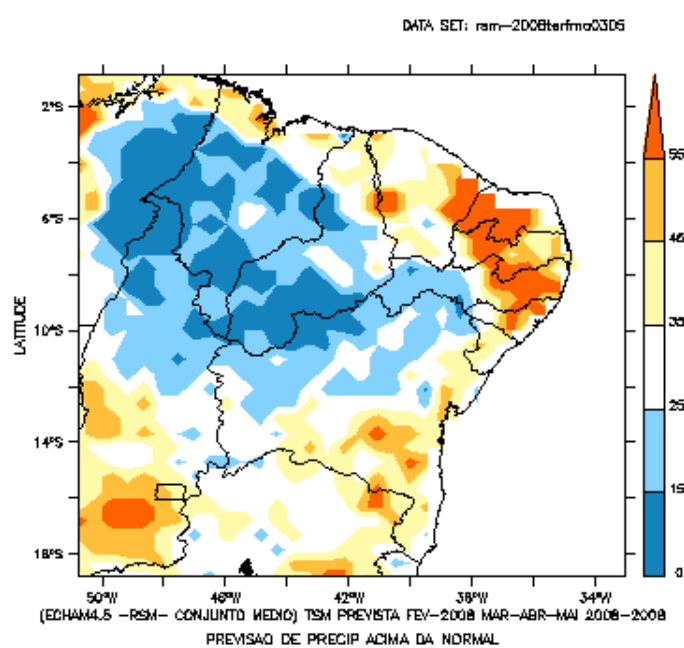 DATA SET: rsm-2008terfma0305
2°S
6°S
10°S
14°S
18°S
LATITUDE
55
45
35
25
15
0
50°W
46°W
42°W
38°W
34°W
(ECHAM4.5 -RSM- CONJUNTO MEDIO) TSM PREVISTA FEV-2008 MAR-ABR-MAI 2008-2008
PREVISAO DE PRECIP ACIMA DA NORMAL